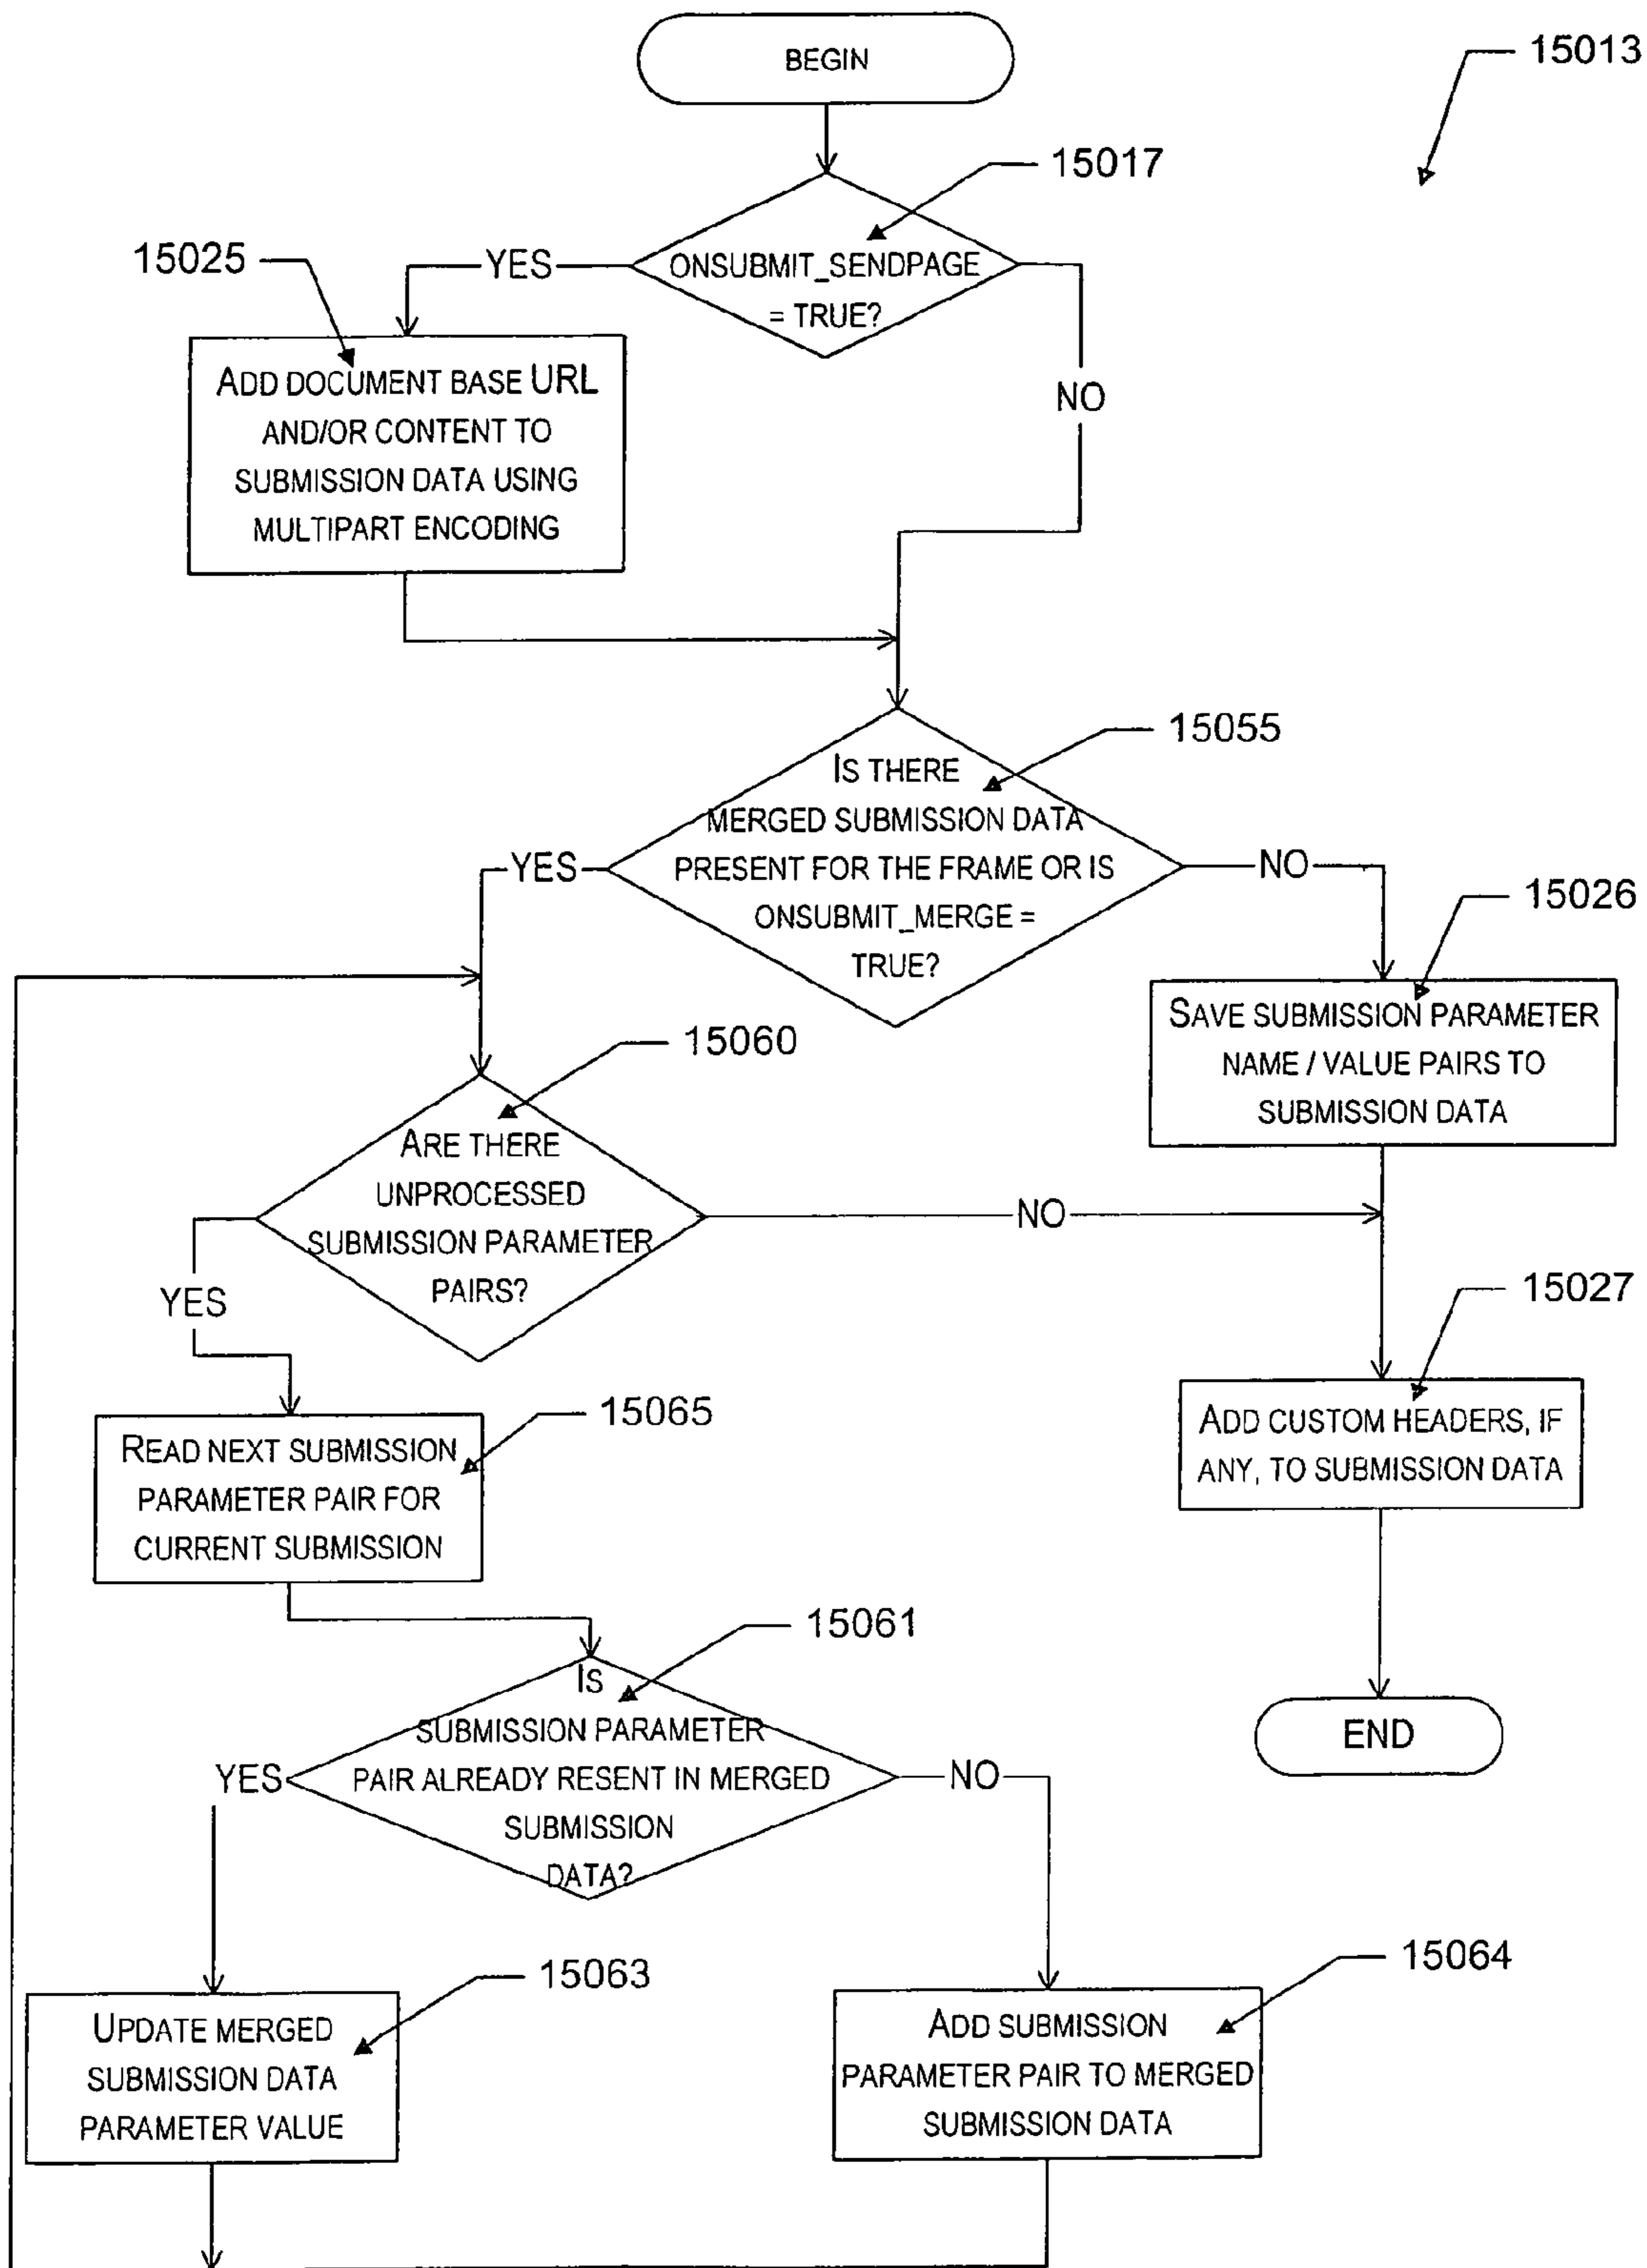 BEGIN
15013
15017
ONSUBMIT_SENDPAGE
= TRUE?
YES
15025
NO
ADD DOCUMENT BASE URL
AND/OR CONTENT TO
SUBMISSION DATA USING
MULTIPART ENCODING
15055
IS THERE
MERGED SUBMISSION DATA
PRESENT FOR THE FRAME OR IS
ONSUBMIT_MERGE =
TRUE?
YES
NO
15026
SAVE SUBMISSION PARAMETER
NAME / VALUE PAIRS TO
SUBMISSION DATA
15060
ARE THERE
UNPROCESSED
SUBMISSION PARAMETER
PAIRS?
NO
YES
15027
ADD CUSTOM HEADERS, IF
ANY, TO SUBMISSION DATA
15065
READ NEXT SUBMISSION
PARAMETER PAIR FOR
CURRENT SUBMISSION
15061
IS
SUBMISSION PARAMETER
PAIR ALREADY RESENT IN MERGED
SUBMISSION
DATA?
YES
NO
END
15063
UPDATE MERGED
SUBMISSION DATA
PARAMETER VALUE
15064
ADD SUBMISSION
PARAMETER PAIR TO MERGED
SUBMISSION DATA